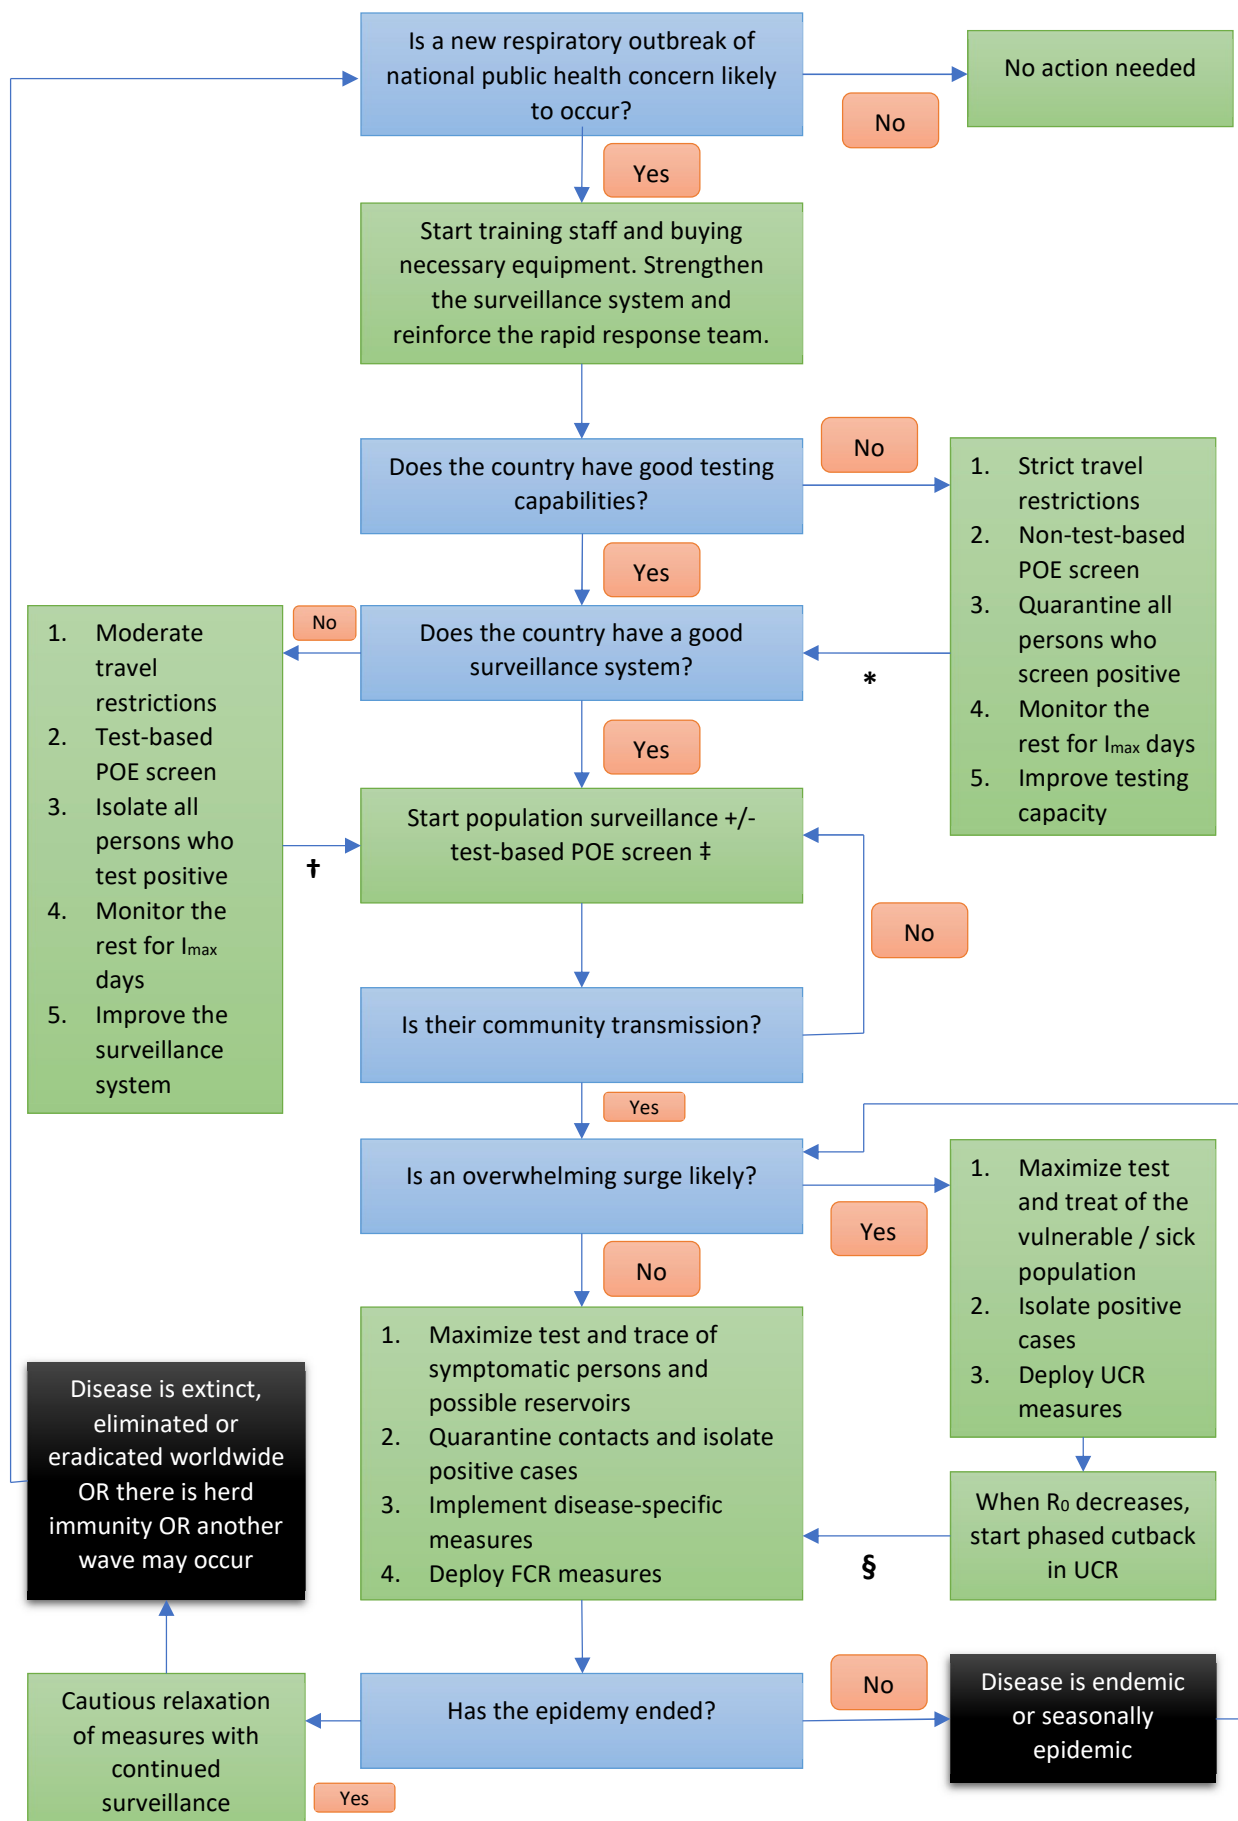 Is a new respiratory outbreak of
national public health concern likely
to occur?
No action needed
No
Yes
Start training staff and buying
necessary equipment. Strengthen
the surveillance system and
reinforce the rapid response team.
Does the country have good testing
capabilities?
No
1. Strict travel
restrictions
2. Non-test-based
POE screen
3. Quarantine all
persons who
screen positive
4. Monitor the
rest for Imax days
5. Improve testing
capacity
Yes
*
Does the country have a good
surveillance system?
No
1. Moderate
travel
restrictions
2. Test-based
POE screen
3. Isolate all
persons who
test positive
4. Monitor the
rest for Imax
days
5. Improve the
surveillance
system
Yes
†
Start population surveillance +/-
test-based POE screen ‡
No
Is their community transmission?
Yes
Is an overwhelming surge likely?
Yes
1. Maximize test
and treat of the
vulnerable / sick
population
2. Isolate positive
cases
3. Deploy UCR
measures
When R0 decreases,
start phased cutback
in UCR
§
No
1. Maximize test and trace of
symptomatic persons and
possible reservoirs
2. Quarantine contacts and isolate
positive cases
3. Implement disease-specific
measures
4. Deploy FCR measures
Has the epidemy ended?
No
Disease is endemic
or seasonally
epidemic
Yes
Cautious relaxation
of measures with
continued
surveillance
Disease is extinct,
eliminated or
eradicated worldwide
OR there is herd
immunity OR another
wave may occur